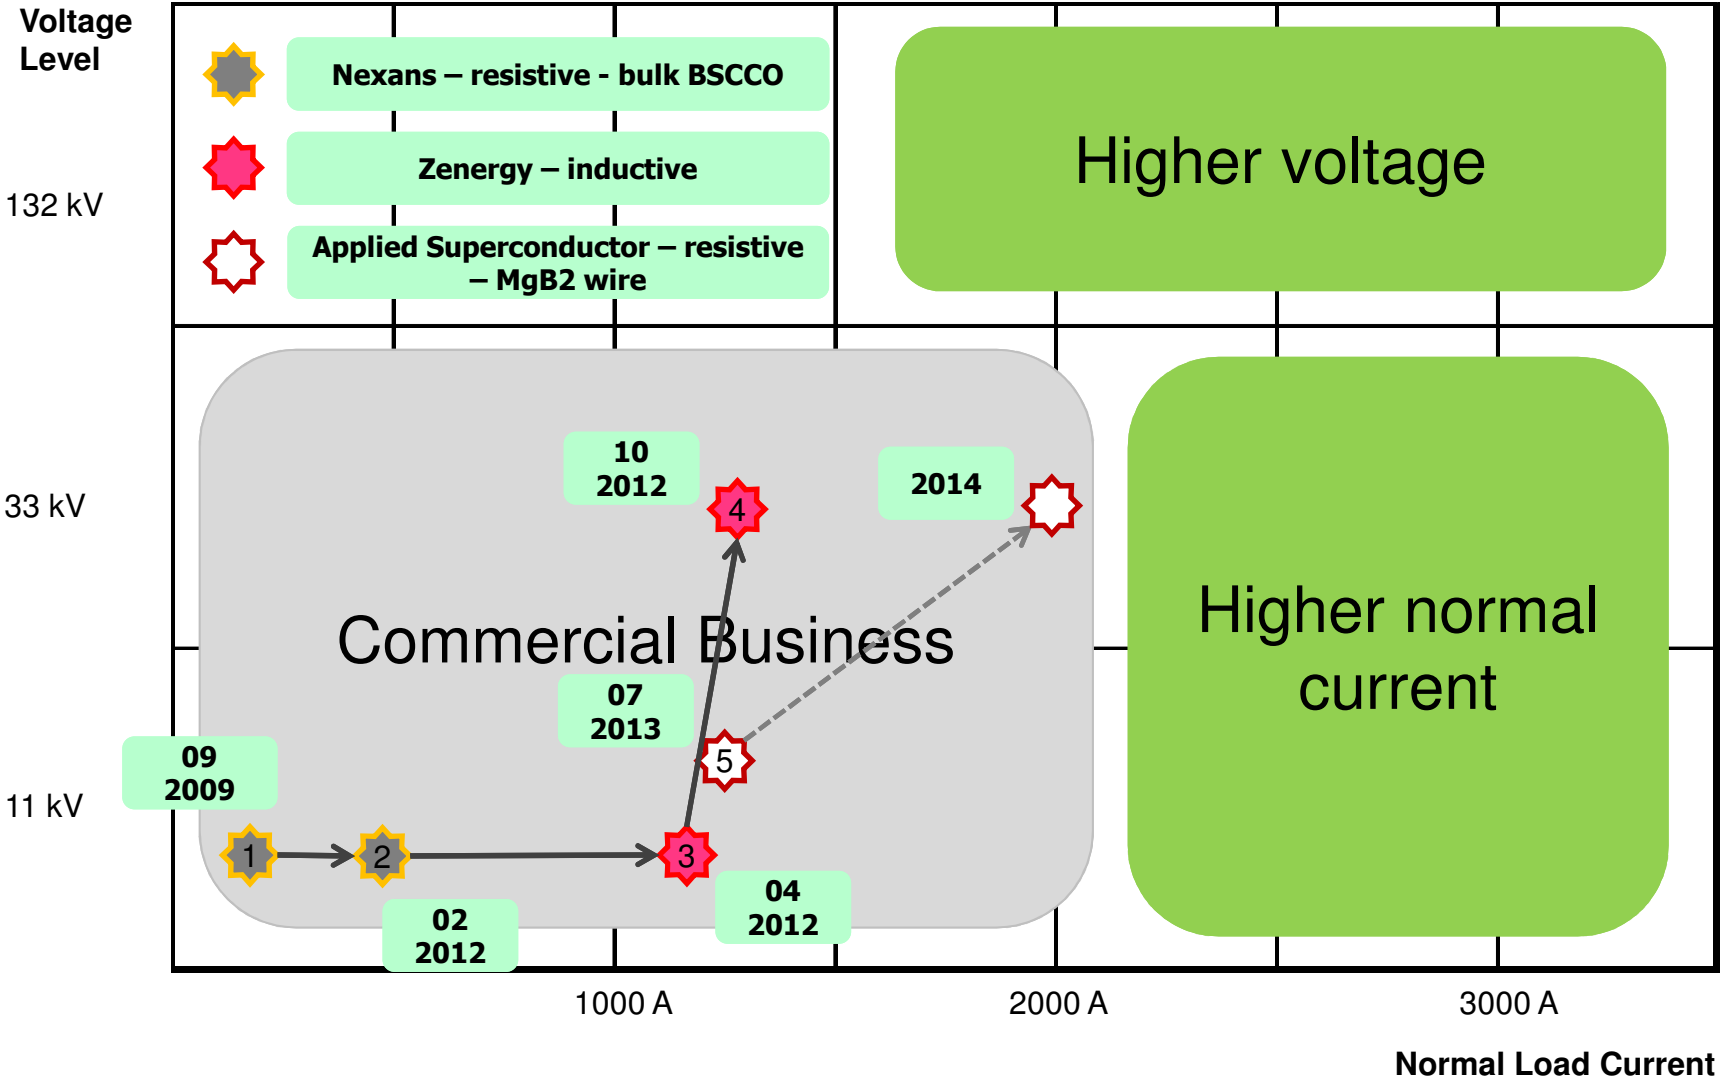 Voltage
Level
Nexans – resistive - bulk BSCCO
Zenergy – inductive
Applied Superconductor – resistive
– MgB2 wire
Higher voltage
132 kV
10
2012
4
2014
33 kV
Commercial Business
Higher normal
current
07
2013
5
09
2009
11 kV
1
2
3
04
2012
02
2012
1000 A
2000 A
3000 A
Normal Load Current